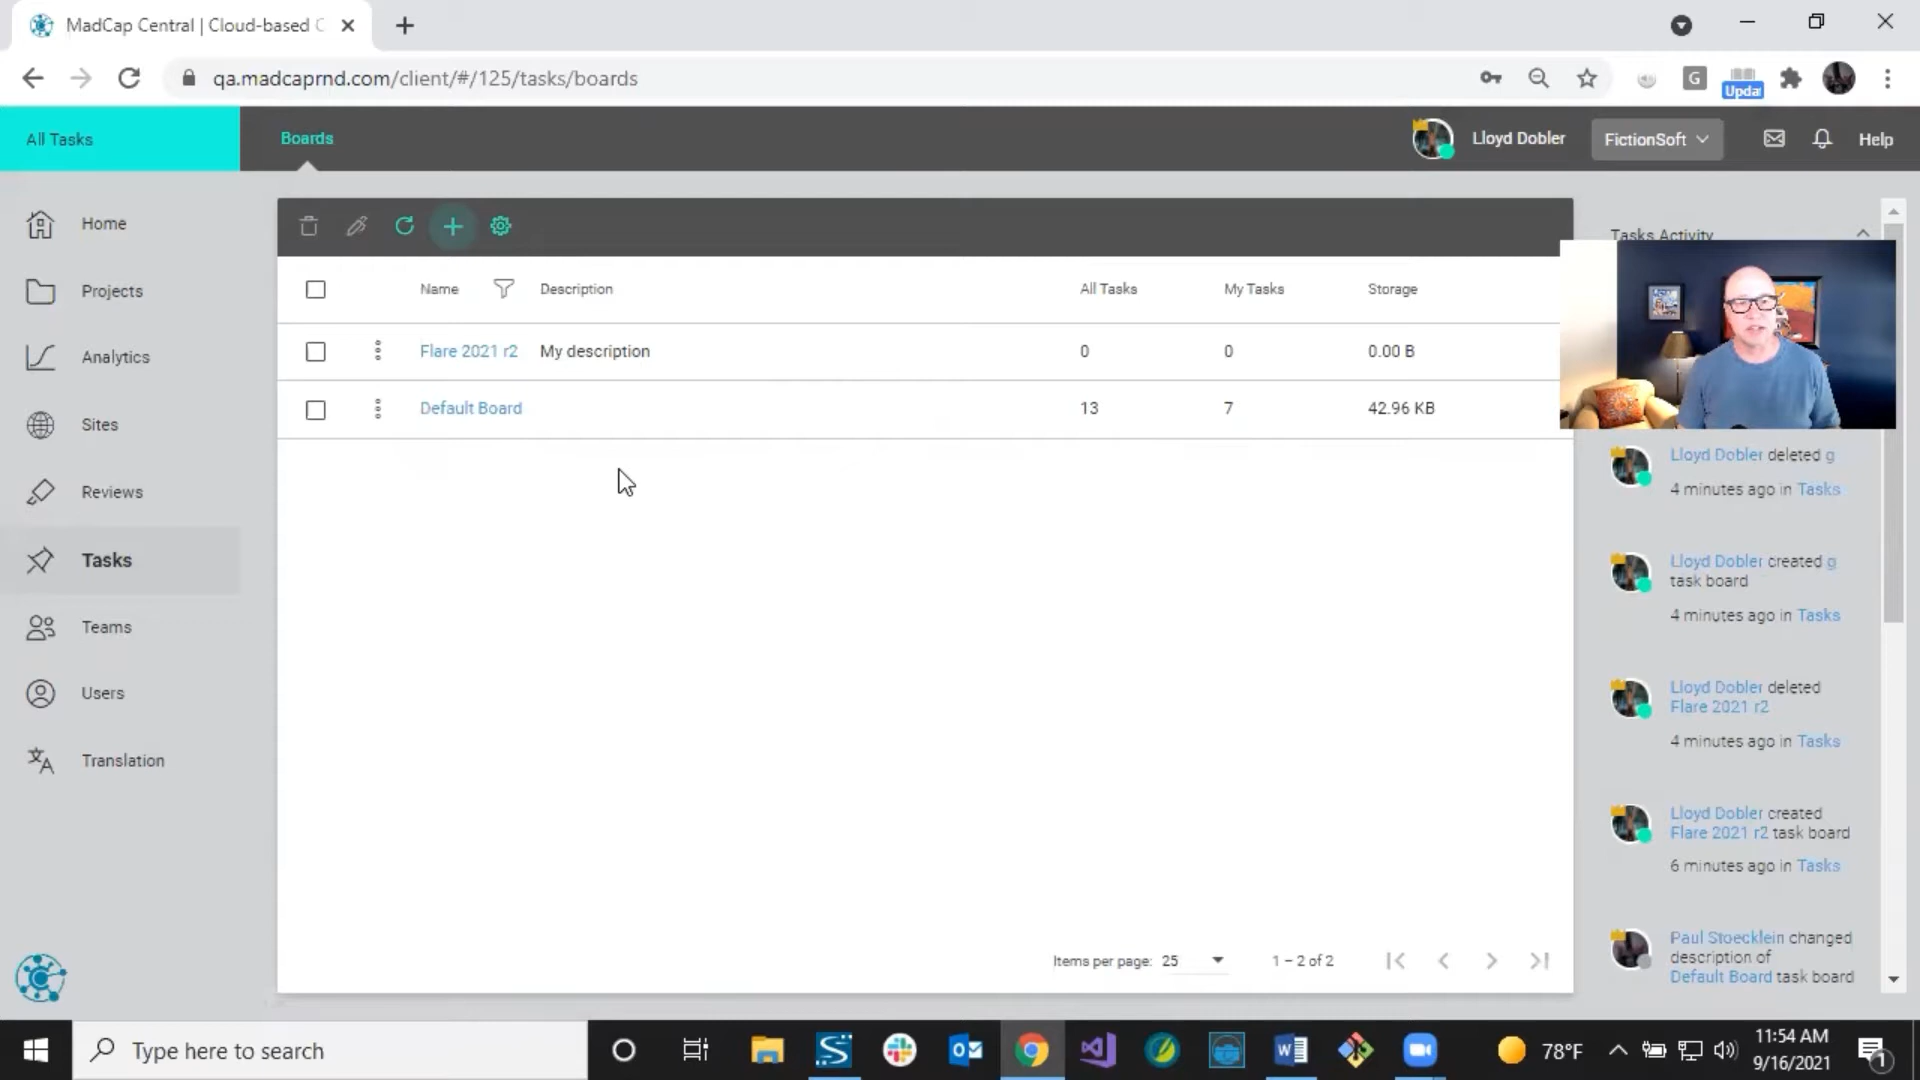 MadCap Central | Cloud-based C
qa.madcaprnd.com/client/#/125/tasks/boards
G
Updat
All Tasks
Boards
Lloyd Dobler
FictionSoft
Help
Home
Projects
Analytics
Sites
Reviews
Tasks
Teams
Users
Translation
Name Description All Tasks My Tasks Storage
Flare 2021 r2 My description 0 0 0.00 B
Default Board 13 7 42.96 KB
Items per page: 25 1 – 2 of 2
Tasks Activity
Lloyd Dobler deleted g
4 minutes ago in Tasks
Lloyd Dobler created g
task board
4 minutes ago in Tasks
Lloyd Dobler deleted
Flare 2021 r2
4 minutes ago in Tasks
Lloyd Dobler created
Flare 2021 r2 task board
6 minutes ago in Tasks
Paul Stoecklein changed
description of
Default Board task board
Type here to search
78°F
11:54 AM
9/16/2021
1